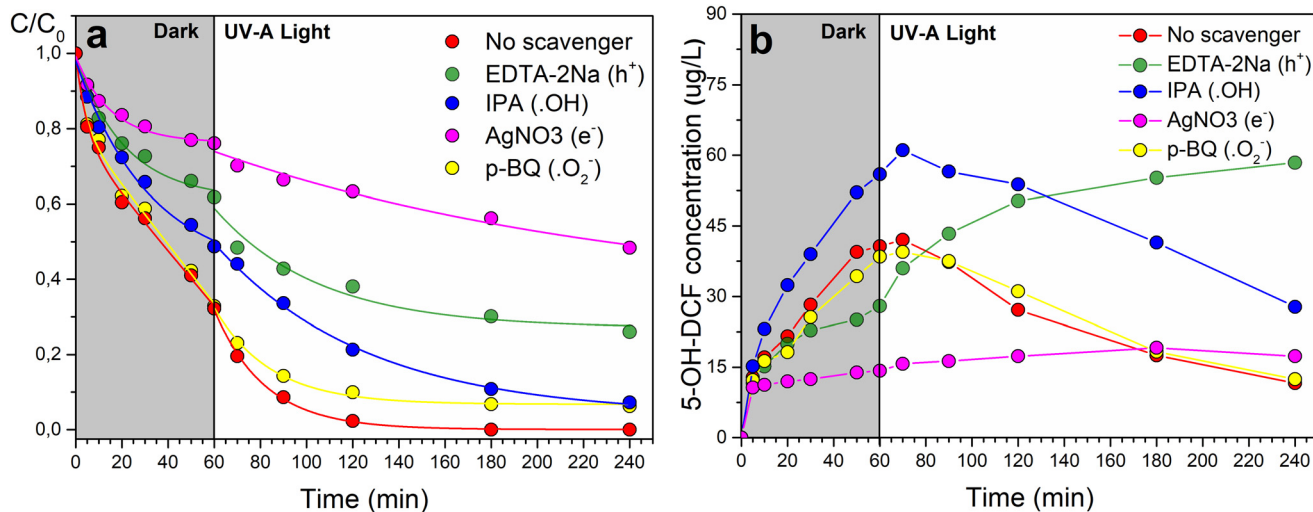 C/C₀
a
Dark
UV-A Light
No scavenger
EDTA-2Na (h⁺)
IPA (.OH)
AgNO3 (e⁻)
p-BQ (.O₂⁻)
1,0
0,8
0,6
0,4
0,2
0,0
0 20 40 60 80 100 120 140 160 180 200 220 240
Time (min)
b
Dark
UV-A Light
No scavenger
EDTA-2Na (h⁺)
IPA (.OH)
AgNO3 (e⁻)
p-BQ (.O₂⁻)
5-OH-DCF concentration (ug/L)
90
75
60
45
30
15
0
0 20 40 60 80 100 120 140 160 180 200 220 240
Time (min)